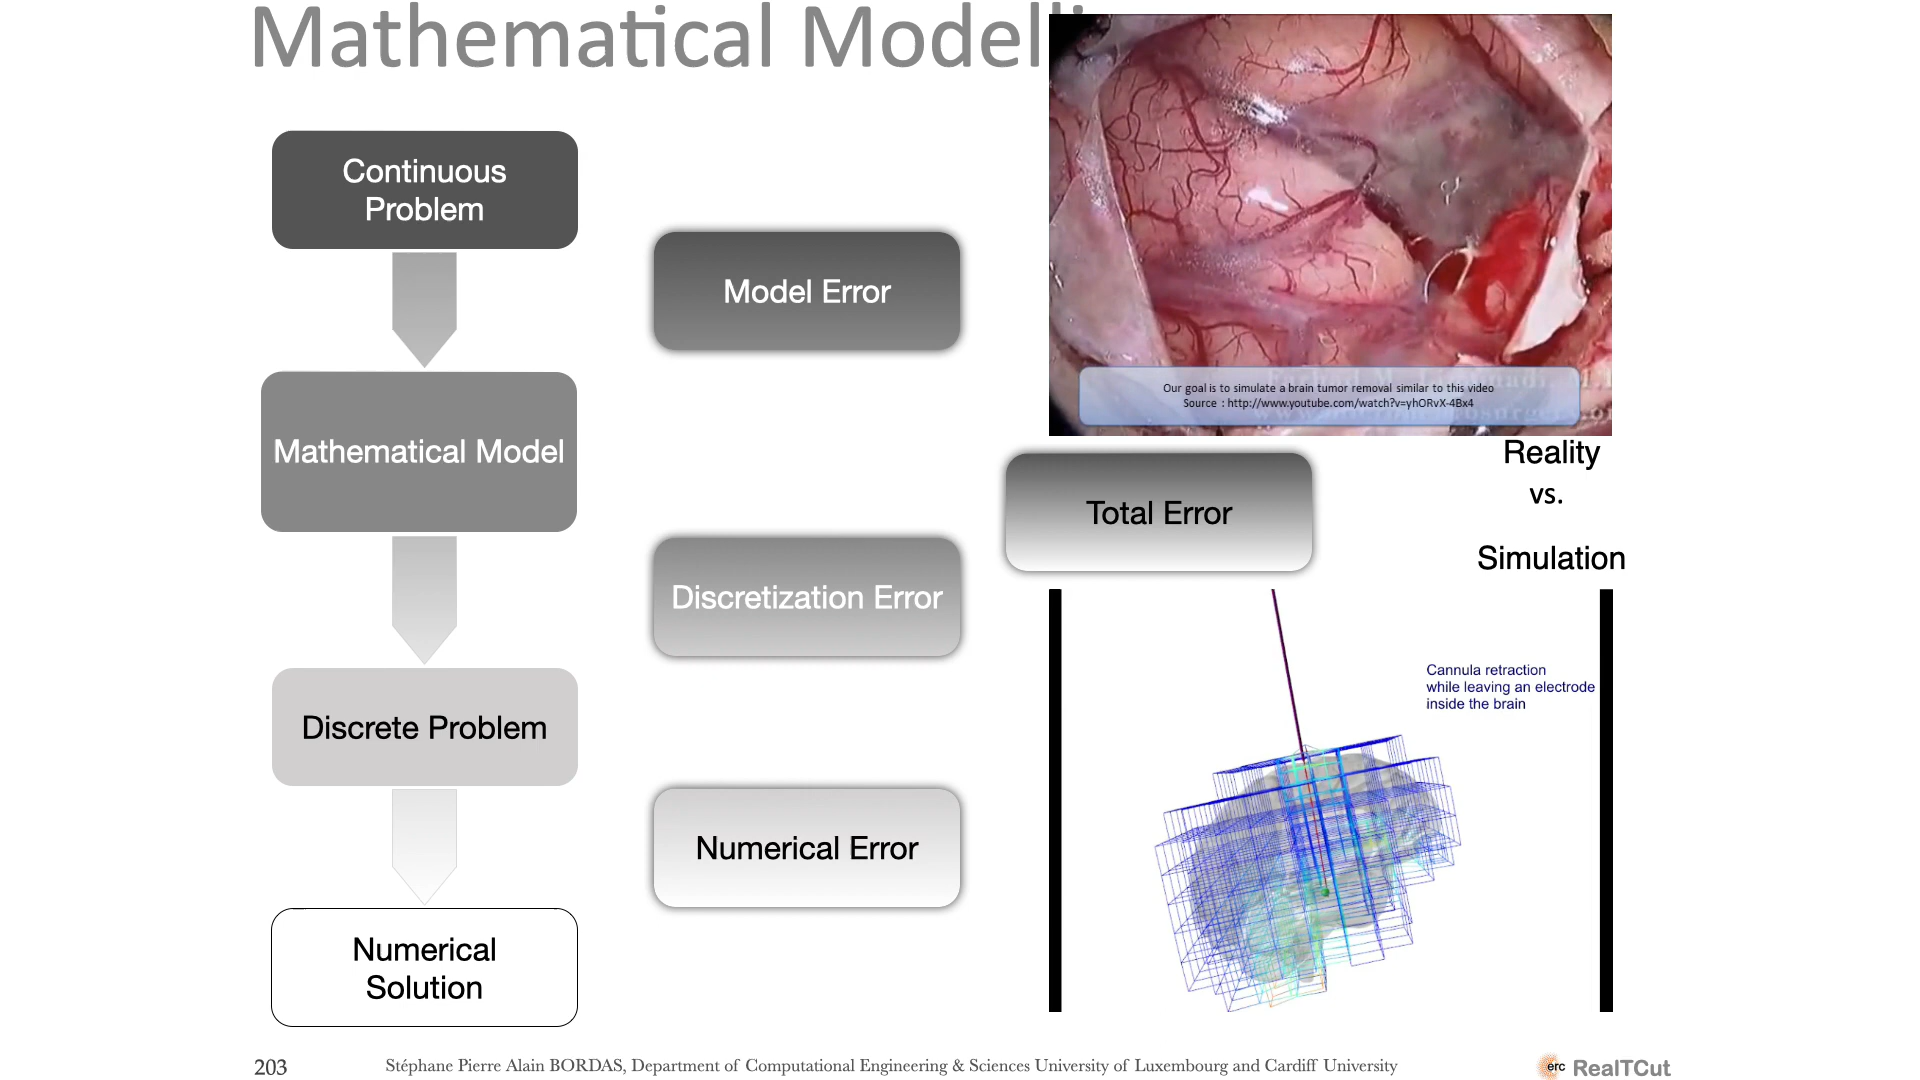 Mathematical Modelli
Continuous
Problem
Model Error
Mathematical Model
Discretization Error
Discrete Problem
Numerical Error
Numerical
Solution
Our goal is to simulate a brain tumor removal similar to this video
Source : http://www.youtube.com/watch?v=yhORvX-4Bx4
Total Error
Reality
vs.
Simulation
Cannula retraction
while leaving an electrode
inside the brain
203
Stéphane Pierre Alain BORDAS, Department of Computational Engineering & Sciences University of Luxembourg and Cardiff University
erc RealTCut